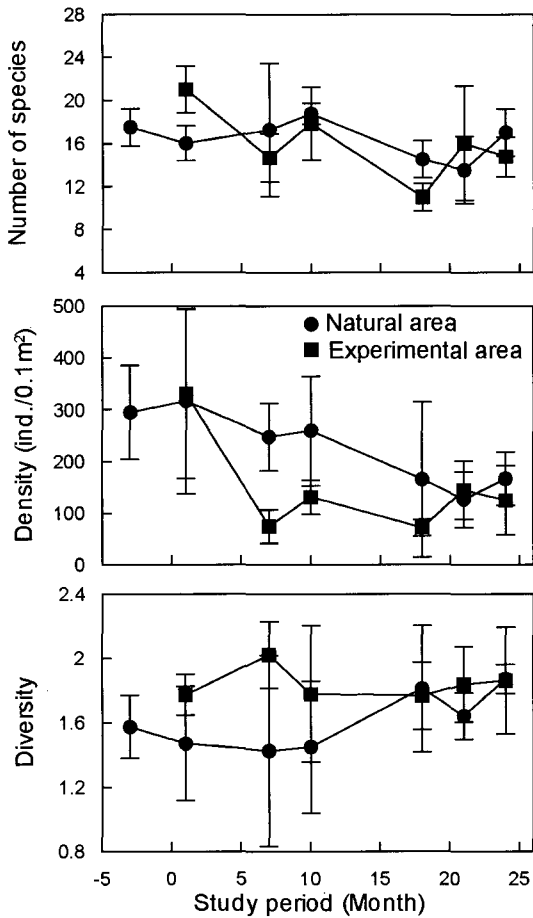 28
24
20
16
12
8
4
Number of species
500
400
300
200
100
0
Density (ind./0.1m²)
Natural area
Experimental area
2.4
2
1.6
1.2
0.8
Diversity
-5 0 5 10 15 20 25
Study period (Month)